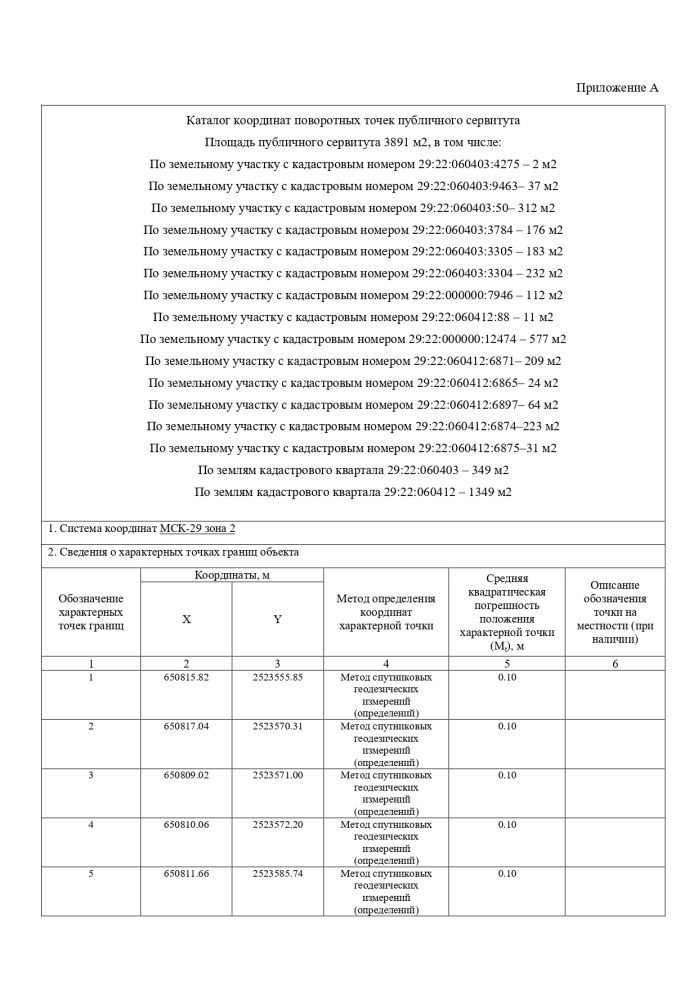 Приложение А
Каталог координат поворотных точек публичного сервитута
Площадь публичного сервитута 3891 м2, в том числе:
По земельному участку с кадастровым номером 29:22:060403:4275 – 2 м2
По земельному участку с кадастровым номером 29:22:060403:9463– 37 м2
По земельному участку с кадастровым номером 29:22:060403:50– 312 м2
По земельному участку с кадастровым номером 29:22:060403:3784 – 176 м2
По земельному участку с кадастровым номером 29:22:060403:3305 – 183 м2
По земельному участку с кадастровым номером 29:22:060403:3304 – 232 м2
По земельному участку с кадастровым номером 29:22:000000:7946 – 112 м2
По земельному участку с кадастровым номером 29:22:060412:88 – 11 м2
По земельному участку с кадастровым номером 29:22:000000:12474 – 577 м2
По земельному участку с кадастровым номером 29:22:060412:6871– 209 м2
По земельному участку с кадастровым номером 29:22:060412:6865– 24 м2
По земельному участку с кадастровым номером 29:22:060412:6897– 64 м2
По земельному участку с кадастровым номером 29:22:060412:6874–223 м2
По земельному участку с кадастровым номером 29:22:060412:6875–31 м2
По землям кадастрового квартала 29:22:060403 – 349 м2
По землям кадастрового квартала 29:22:060412 – 1349 м2
1. Система координат МСК-29 зона 2
2. Сведения о характерных точках границ объекта
Обозначение
характерных
точек границ
Координаты, м
X
Y
Метод определения
координат
характерной точки
Средняя
квадратическая
погрешность
положения
характерной точки
(Mt), м
Описание
обозначения
точки на
местности (при
наличии)
1 2 3 4 5 6
1 650815.82 2523555.85 Метод спутниковых 0.10
геодезических
измерений
(определений)
2 650817.04 2523570.31 Метод спутниковых 0.10
геодезических
измерений
(определений)
3 650809.02 2523571.00 Метод спутниковых 0.10
геодезических
измерений
(определений)
4 650810.06 2523572.20 Метод спутниковых 0.10
геодезических
измерений
(определений)
5 650811.66 2523585.74 Метод спутниковых 0.10
геодезических
измерений
(определений)